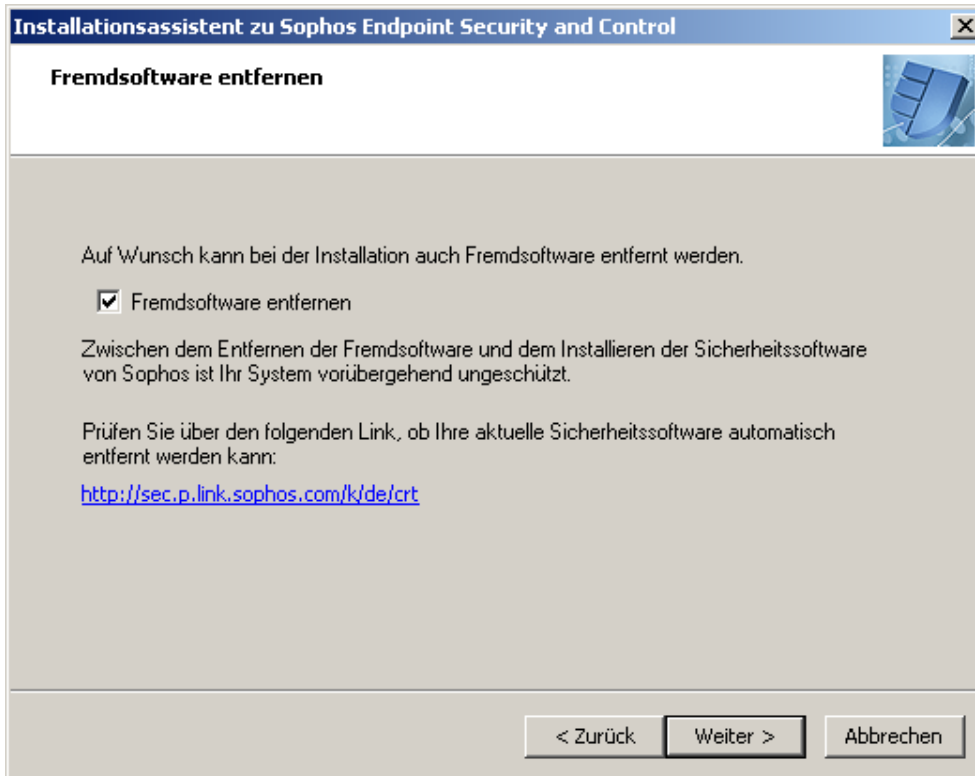 Installationsassistent zu Sophos Endpoint Security and Control
Fremdsoftware entfernen
Auf Wunsch kann bei der Installation auch Fremdsoftware entfernt werden.
Fremdsoftware entfernen
Zwischen dem Entfernen der Fremdsoftware und dem Installieren der Sicherheitssoftware
von Sophos ist Ihr System vorübergehend ungeschützt.
Prüfen Sie über den folgenden Link, ob Ihre aktuelle Sicherheitssoftware automatisch
entfernt werden kann:
http://sec.p.link.sophos.com/k/de/crt
< Zurück
Weiter >
Abbrechen